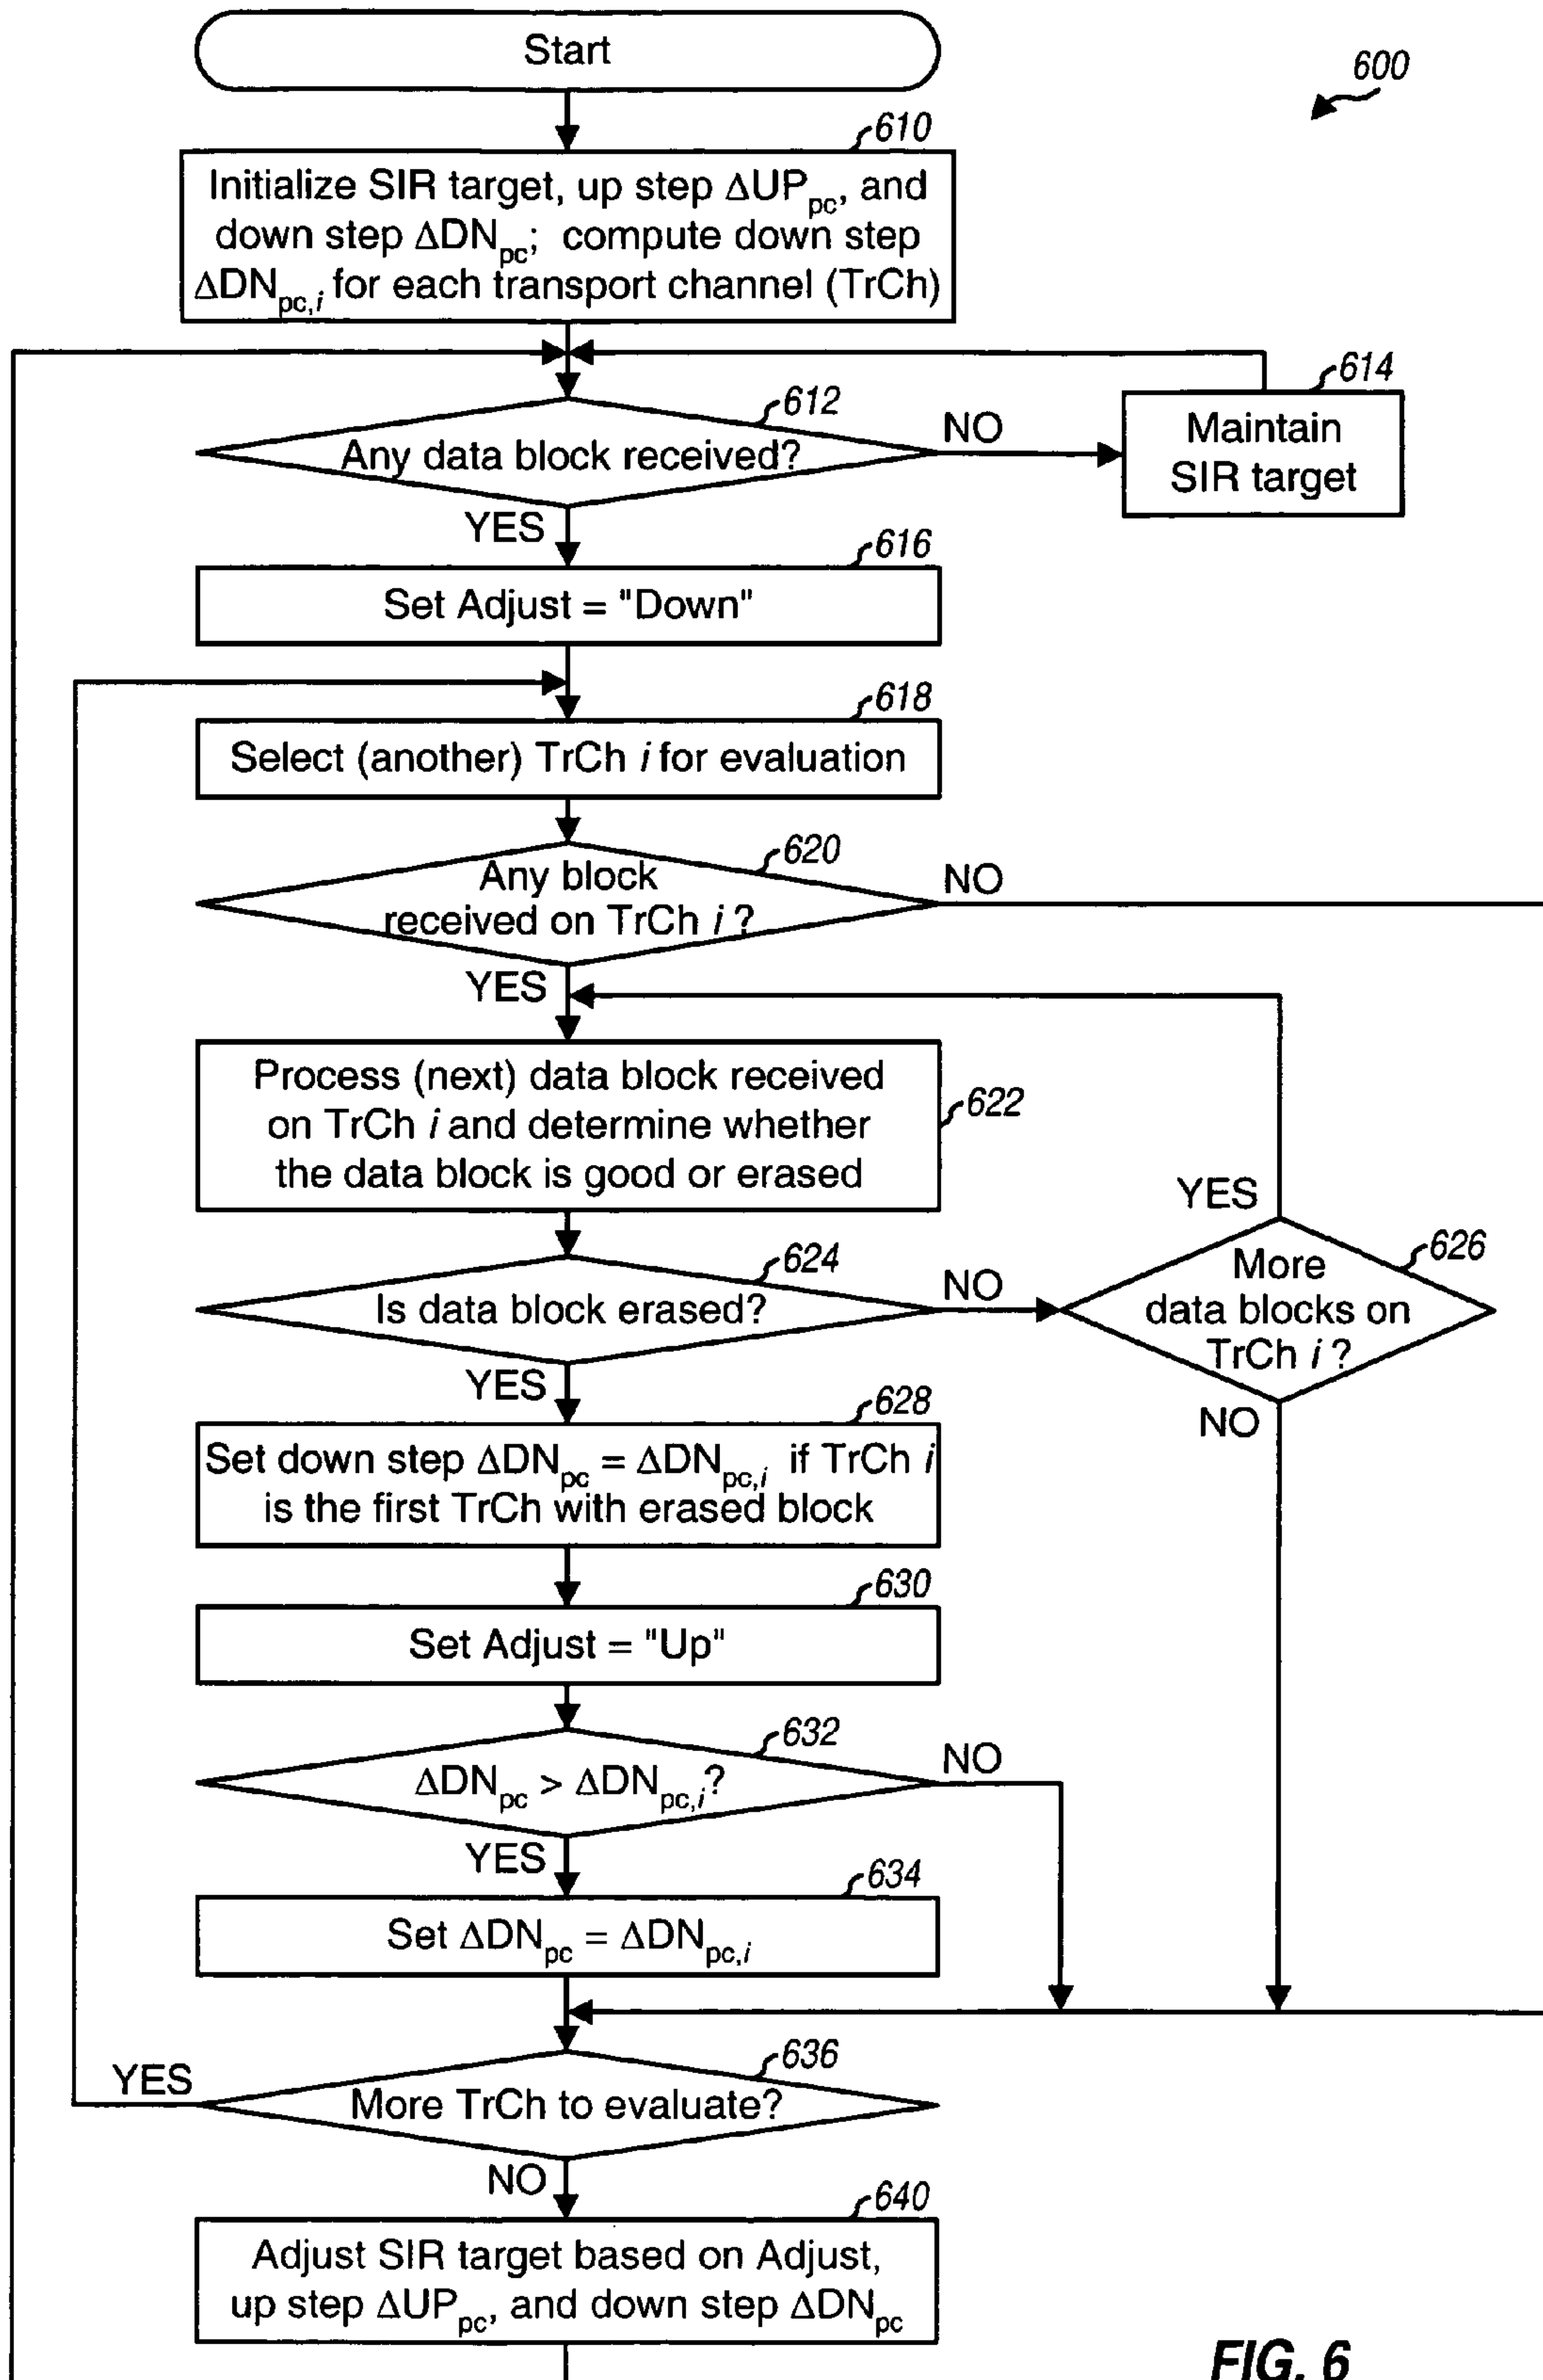 Start
600
610
Initialize SIR target, up step ΔUPpc, and
down step ΔDNpc; compute down step
ΔDNpc,i for each transport channel (TrCh)
612
Any data block received?
NO
614
Maintain
SIR target
YES
616
Set Adjust = "Down"
618
Select (another) TrCh i for evaluation
620
Any block
received on TrCh i?
NO
YES
Process (next) data block received
on TrCh i and determine whether
the data block is good or erased
622
YES
624
Is data block erased?
NO
626
More
data blocks on
TrCh i?
YES
NO
628
Set down step ΔDNpc = ΔDNpc,i if TrCh i
is the first TrCh with erased block
630
Set Adjust = "Up"
632
ΔDNpc > ΔDNpc,i?
NO
YES
634
Set ΔDNpc = ΔDNpc,i
636
More TrCh to evaluate?
YES
NO
640
Adjust SIR target based on Adjust,
up step ΔUPpc, and down step ΔDNpc
FIG. 6